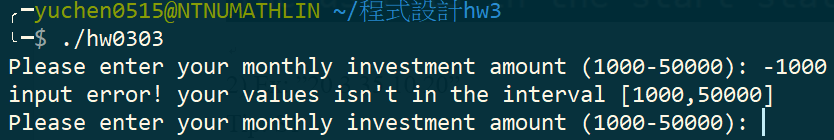 ╭─yuchen0515@NTNUMATHLIN ~/程式設計hw3
╰─$ ./hw0303
Please enter your monthly investment amount (1000-50000): -1000
input error! your values isn't in the interval [1000,50000]
Please enter your monthly investment amount (1000-50000):